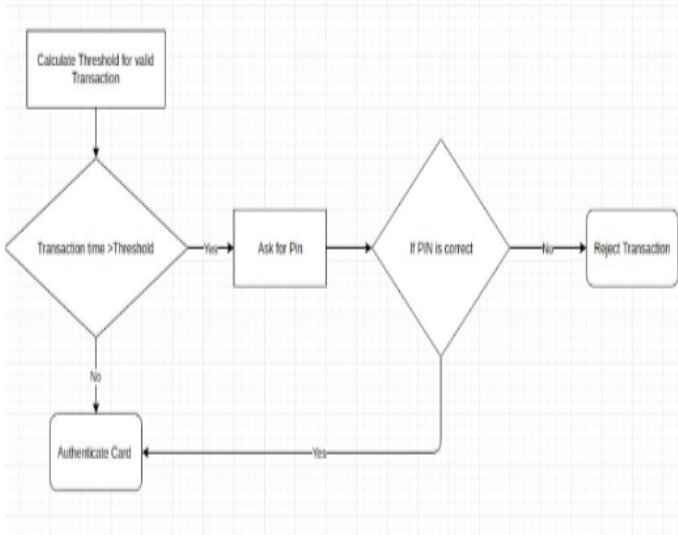 Calculate Threshold for valid
Transaction
Transaction time >Threshold
Yes
Ask for Pin
If PIN is correct
No
Reject Transaction
No
Authenticate Card
Yes